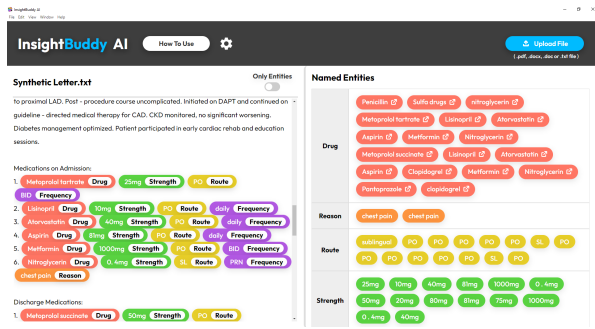 InsightBuddy AI
File Edit View Window Help
InsightBuddy AI
How To Use
Upload File
(.pdf, .docx, .doc or .txt file)
Synthetic Letter.txt
Only Entities
to proximal LAD. Post - procedure course uncomplicated. Initiated on DAPT and continued on
guideline - directed medical therapy for CAD. CKD monitored, no significant worsening.
Diabetes management optimized. Patient participated in early cardiac rehab and education
sessions.
Medications on Admission:
1. Metoprolol tartrate Drug 25mg Strength PO Route
BID Frequency
2. Lisinopril Drug 10mg Strength PO Route daily Frequency
3. Atorvastatin Drug 40mg Strength PO Route daily Frequency
4. Aspirin Drug 81mg Strength PO Route daily Frequency
5. Metformin Drug 1000mg Strength PO Route BID Frequency
6. Nitroglycerin Drug 0. 4mg Strength SL Route PRN Frequency
chest pain Reason
Discharge Medications:
1. Metoprolol succinate Drug 50mg Strength PO Route
Named Entities
Drug
Penicillin Sulfa drugs nitroglycerin
Metoprolol tartrate Lisinopril Atorvastatin
Aspirin Metformin Nitroglycerin
Metoprolol succinate Lisinopril Atorvastatin
Aspirin Clopidogrel Metformin Nitroglycerin
Pantoprazole clopidogrel
Reason
chest pain chest pain
Route
sublingual PO PO PO PO PO SL PO
PO PO PO PO PO SL PO
Strength
25mg 10mg 40mg 81mg 1000mg 0 . 4mg
50mg 20mg 80mg 81mg 75mg 1000mg
0 . 4mg 40mg